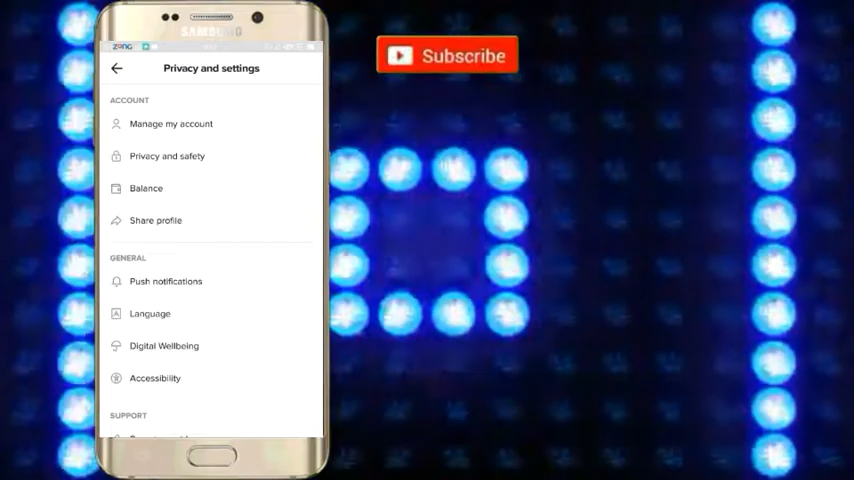 SAMSUNG
ZONG
Privacy and settings
ACCOUNT
Manage my account
Privacy and safety
Balance
Share profile
GENERAL
Push notifications
Language
Digital Wellbeing
Accessibility
SUPPORT
Subscribe